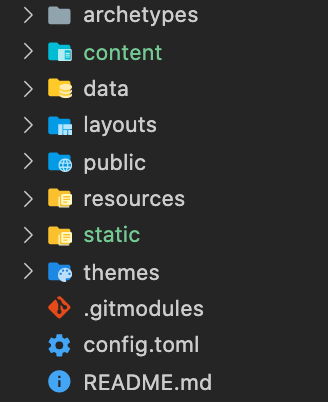 archetypes
content
data
layouts
public
resources
static
themes
.gitmodules
config.toml
README.md